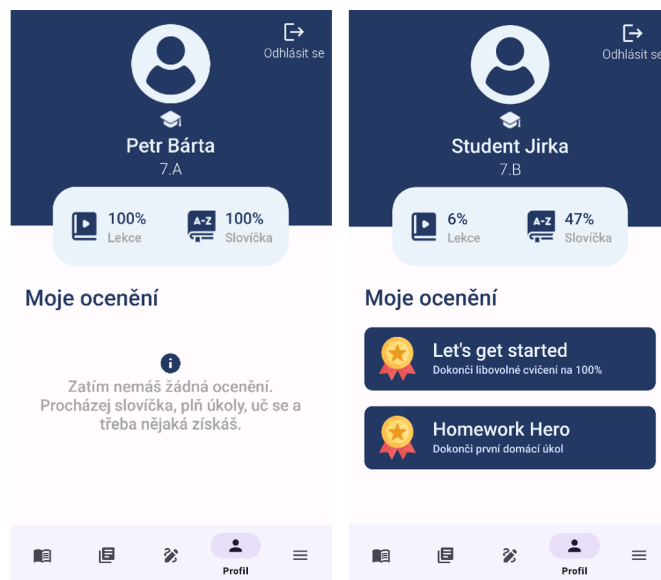 Odhlásit se
Petr Bárta
7.A
100%
Lekce
A-Z
100%
Slovíčka
Moje ocenění
Zatím nemáš žádná ocenění.
Procházej slovíčka, plň úkoly, uč se a
třeba nějaká získáš.
Profil
Odhlásit se
Student Jirka
7.B
6%
Lekce
A-Z
47%
Slovíčka
Moje ocenění
Let's get started
Dokonči libovolné cvičení na 100%
Homework Hero
Dokonči první domácí úkol
Profil